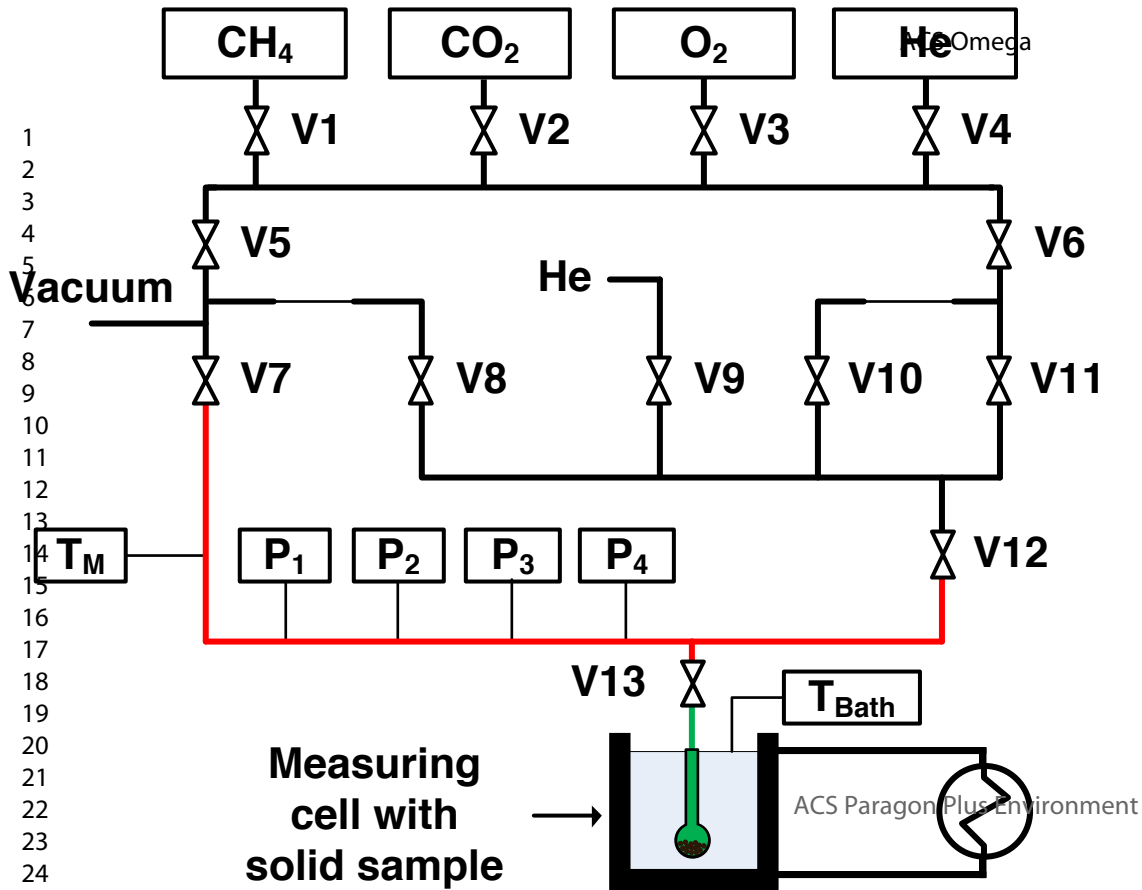 CH4 CO2 O2 He
ACS Omega
V1 V2 V3 V4
V5 V6
Vacuum He
V7 V8 V9 V10 V11
TM P1 P2 P3 P4 V12
V13 TBath
Measuring
cell with
solid sample
ACS Paragon Plus Environment
1
2
3
4
5
6
7
8
9
10
11
12
13
14
15
16
17
18
19
20
21
22
23
24